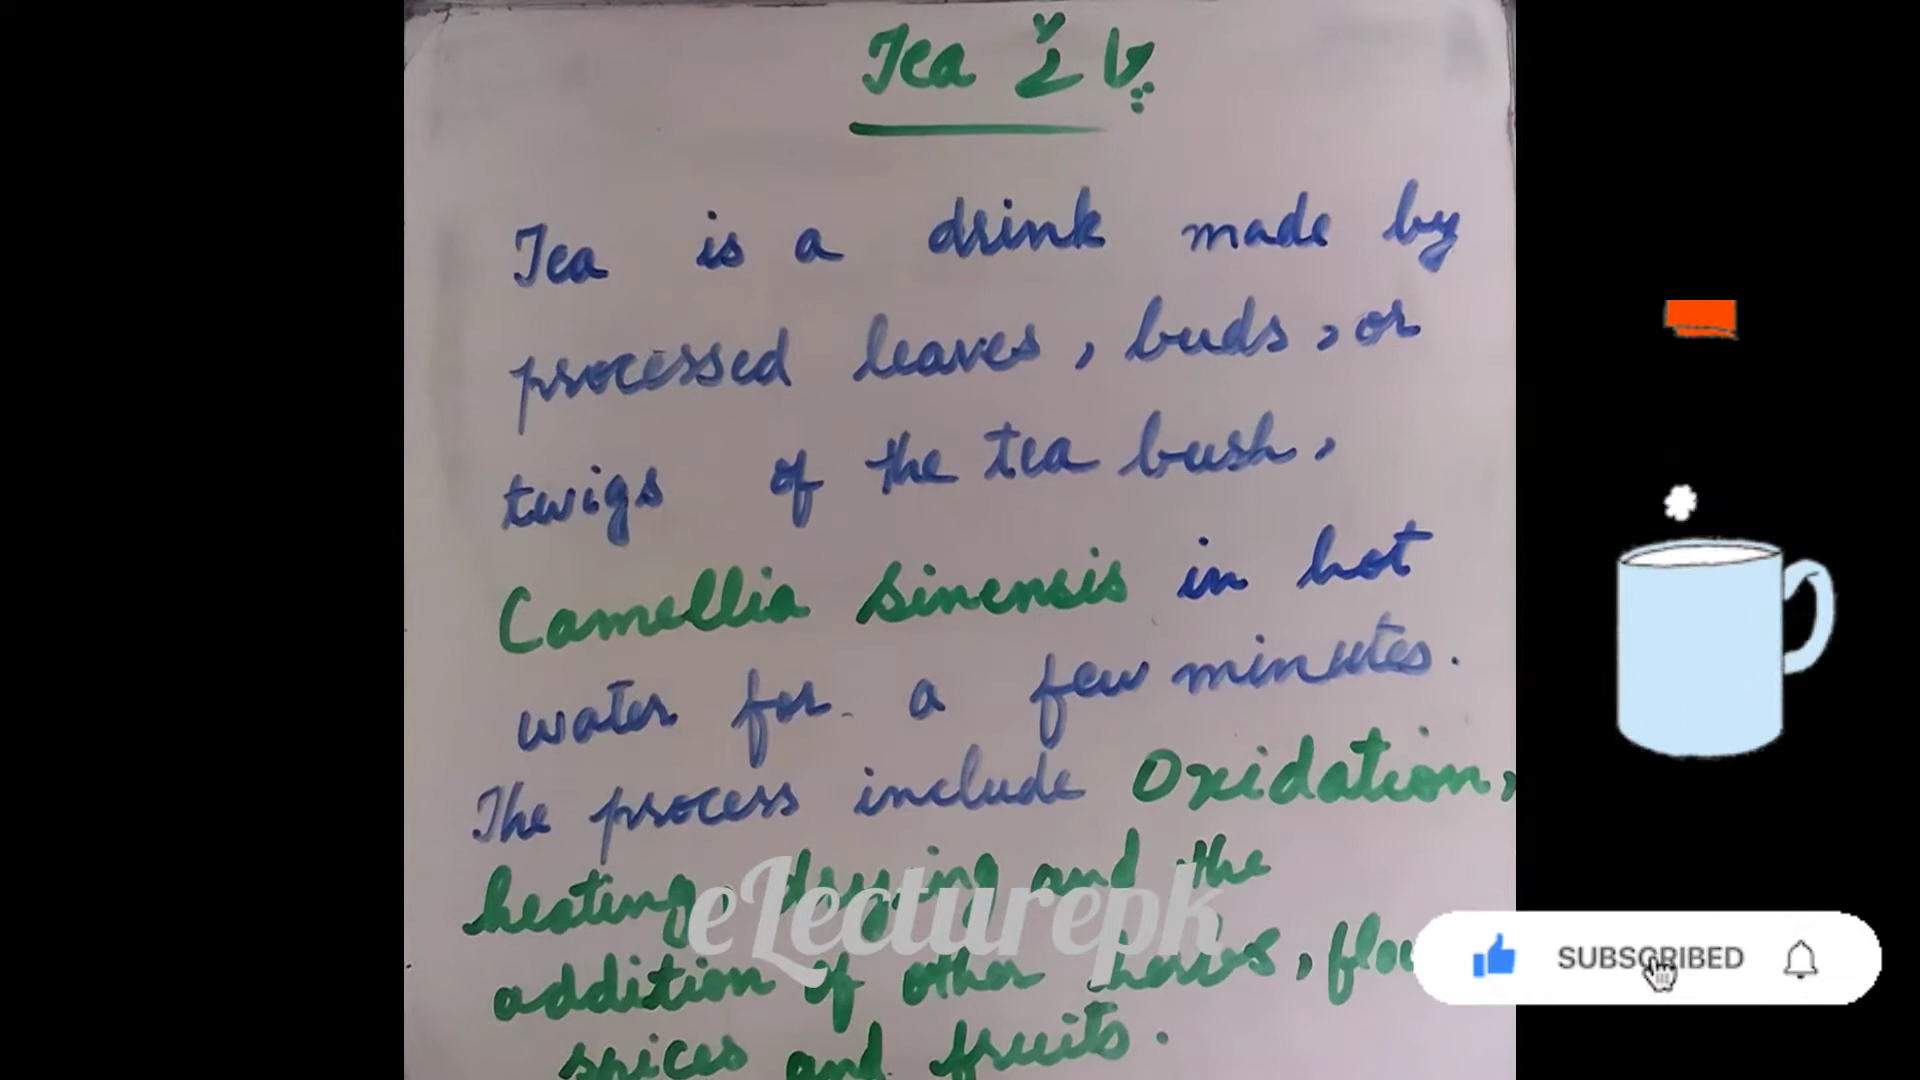 Tea چائے
Tea is a drink made by
processed leaves, buds, or
twigs of the tea bush,
Camellia sinensis in hot
water for a few minutes.
The process include Oxidation,
heating, drying and the
addition of other herbs,
spices and fruits.
eLecturepk
SUBSCRIBED